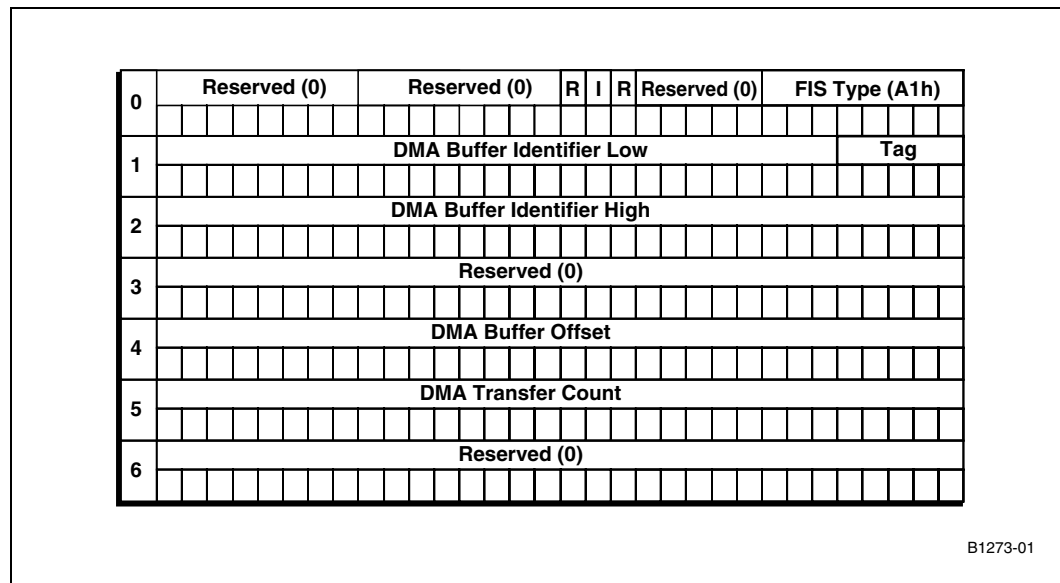 0 Reserved (0) Reserved (0) R I R Reserved (0) FIS Type (A1h)
1 DMA Buffer Identifier Low Tag
2 DMA Buffer Identifier High
3 Reserved (0)
4 DMA Buffer Offset
5 DMA Transfer Count
6 Reserved (0)
B1273-01